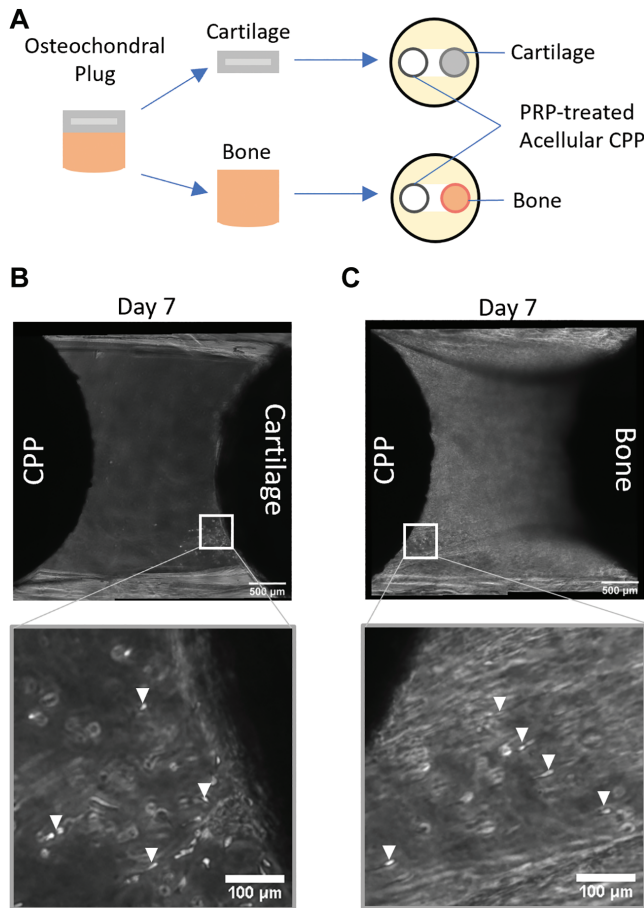 A
Osteochondral
Plug
Cartilage
Bone
Cartilage
PRP-treated
Acellular CPP
Bone
B
Day 7
CPP
Cartilage
500 µm
100 µm
C
Day 7
CPP
Bone
500 µm
100 µm